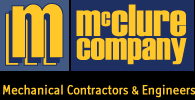 m
mcclure
company
Mechanical Contractors & Engineers